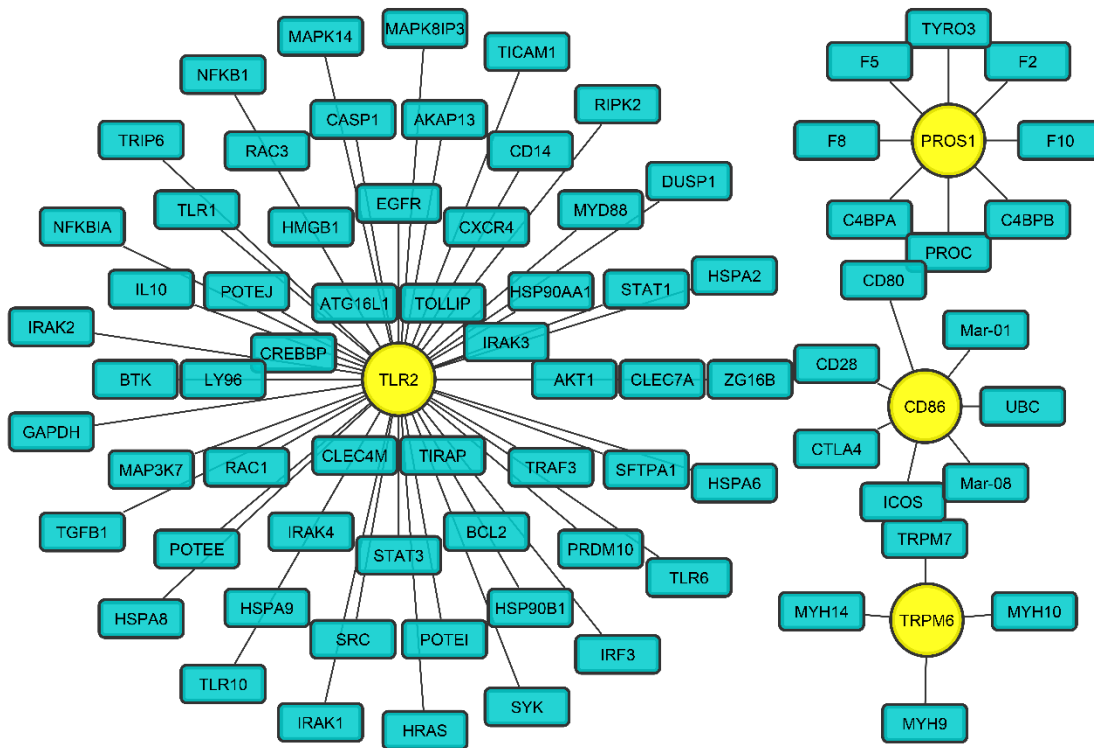 MAPK14
MAPK8IP3
TICAM1
NFKB1
RIPK2
CASP1
AKAP13
TRIP6
RAC3
CD14
DUSP1
TLR1
EGFR
MYD88
NFKBIA
HMGB1
CXCR4
IL10
POTEJ
ATG16L1
TOLLIP
HSP90AA1
STAT1
HSPA2
IRAK2
CREBBP
IRAK3
BTK
LY96
TLR2
AKT1
CLEC7A
ZG16B
GAPDH
MAP3K7
RAC1
CLEC4M
TIRAP
TRAF3
SFTPA1
HSPA6
TGFB1
POTEE
IRAK4
STAT3
BCL2
PRDM10
TLR6
HSPA8
HSPA9
SRC
POTEI
HSP90B1
IRF3
TLR10
IRAK1
HRAS
SYK
TYRO3
F5
F2
F8
PROS1
F10
C4BPA
C4BPB
PROC
CD80
Mar-01
CD28
CD86
UBC
CTLA4
Mar-08
ICOS
TRPM7
MYH14
TRPM6
MYH10
MYH9